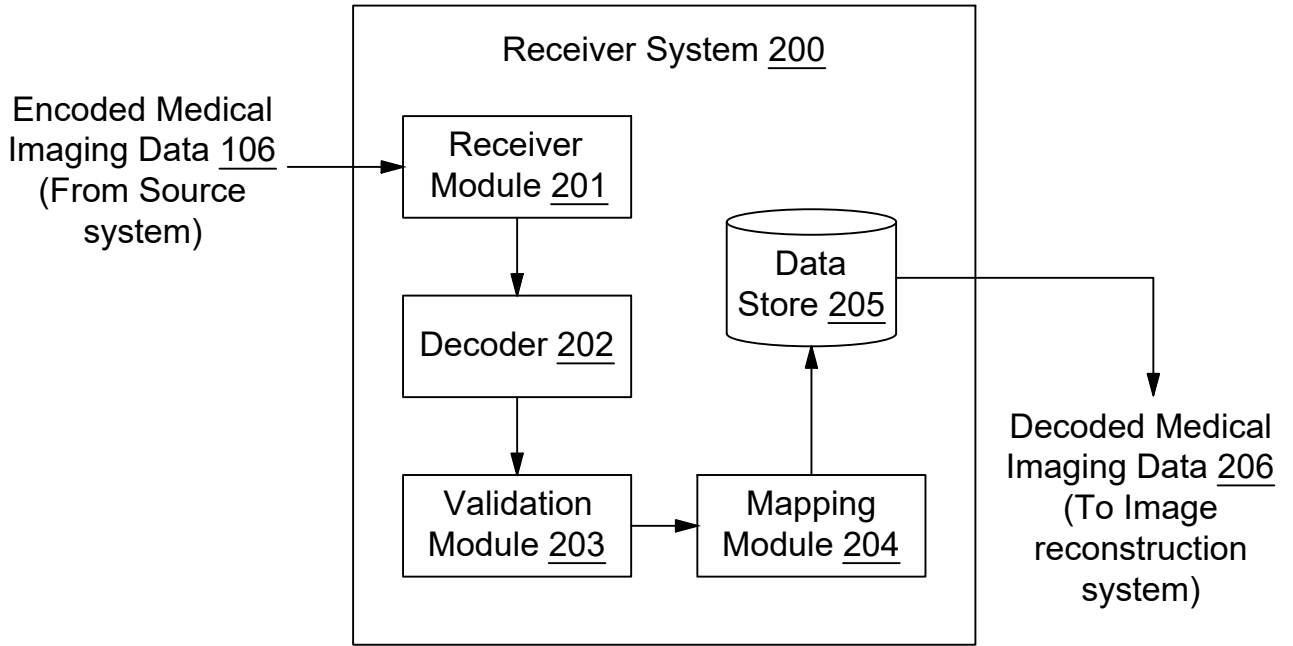 Receiver System 200
Encoded Medical
Imaging Data 106
(From Source
system)
Receiver
Module 201
Decoder 202
Validation
Module 203
Mapping
Module 204
Data
Store 205
Decoded Medical
Imaging Data 206
(To Image
reconstruction
system)